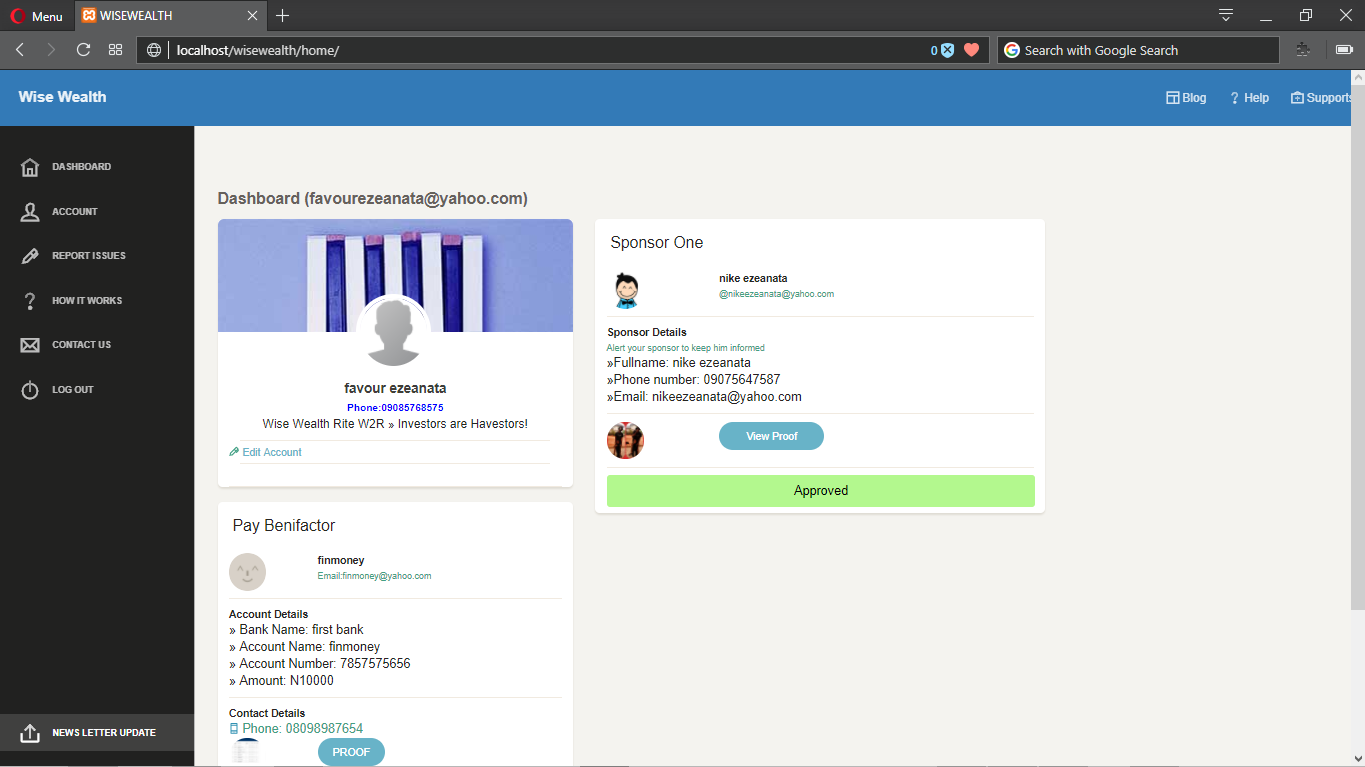 Menu
WISEWEALTH
localhost/wisewealth/home/
0
Search with Google Search
Wise Wealth
Blog
? Help
Supports
DASHBOARD
ACCOUNT
REPORT ISSUES
? HOW IT WORKS
CONTACT US
LOG OUT
NEWS LETTER UPDATE
Dashboard (favourezeanata@yahoo.com)
favour ezeanata
Phone:09085768575
Wise Wealth Rite W2R » Investors are Havestors!
Edit Account
Pay Benifactor
finmoney
Email:finmoney@yahoo.com
Account Details
» Bank Name: first bank
» Account Name: finmoney
» Account Number: 7857575656
» Amount: N10000
Contact Details
Phone: 08098987654
PROOF
Sponsor One
nike ezeanata
@nikeezeanata@yahoo.com
Sponsor Details
Alert your sponsor to keep him informed
»Fullname: nike ezeanata
»Phone number: 09075647587
»Email: nikeezeanata@yahoo.com
View Proof
Approved